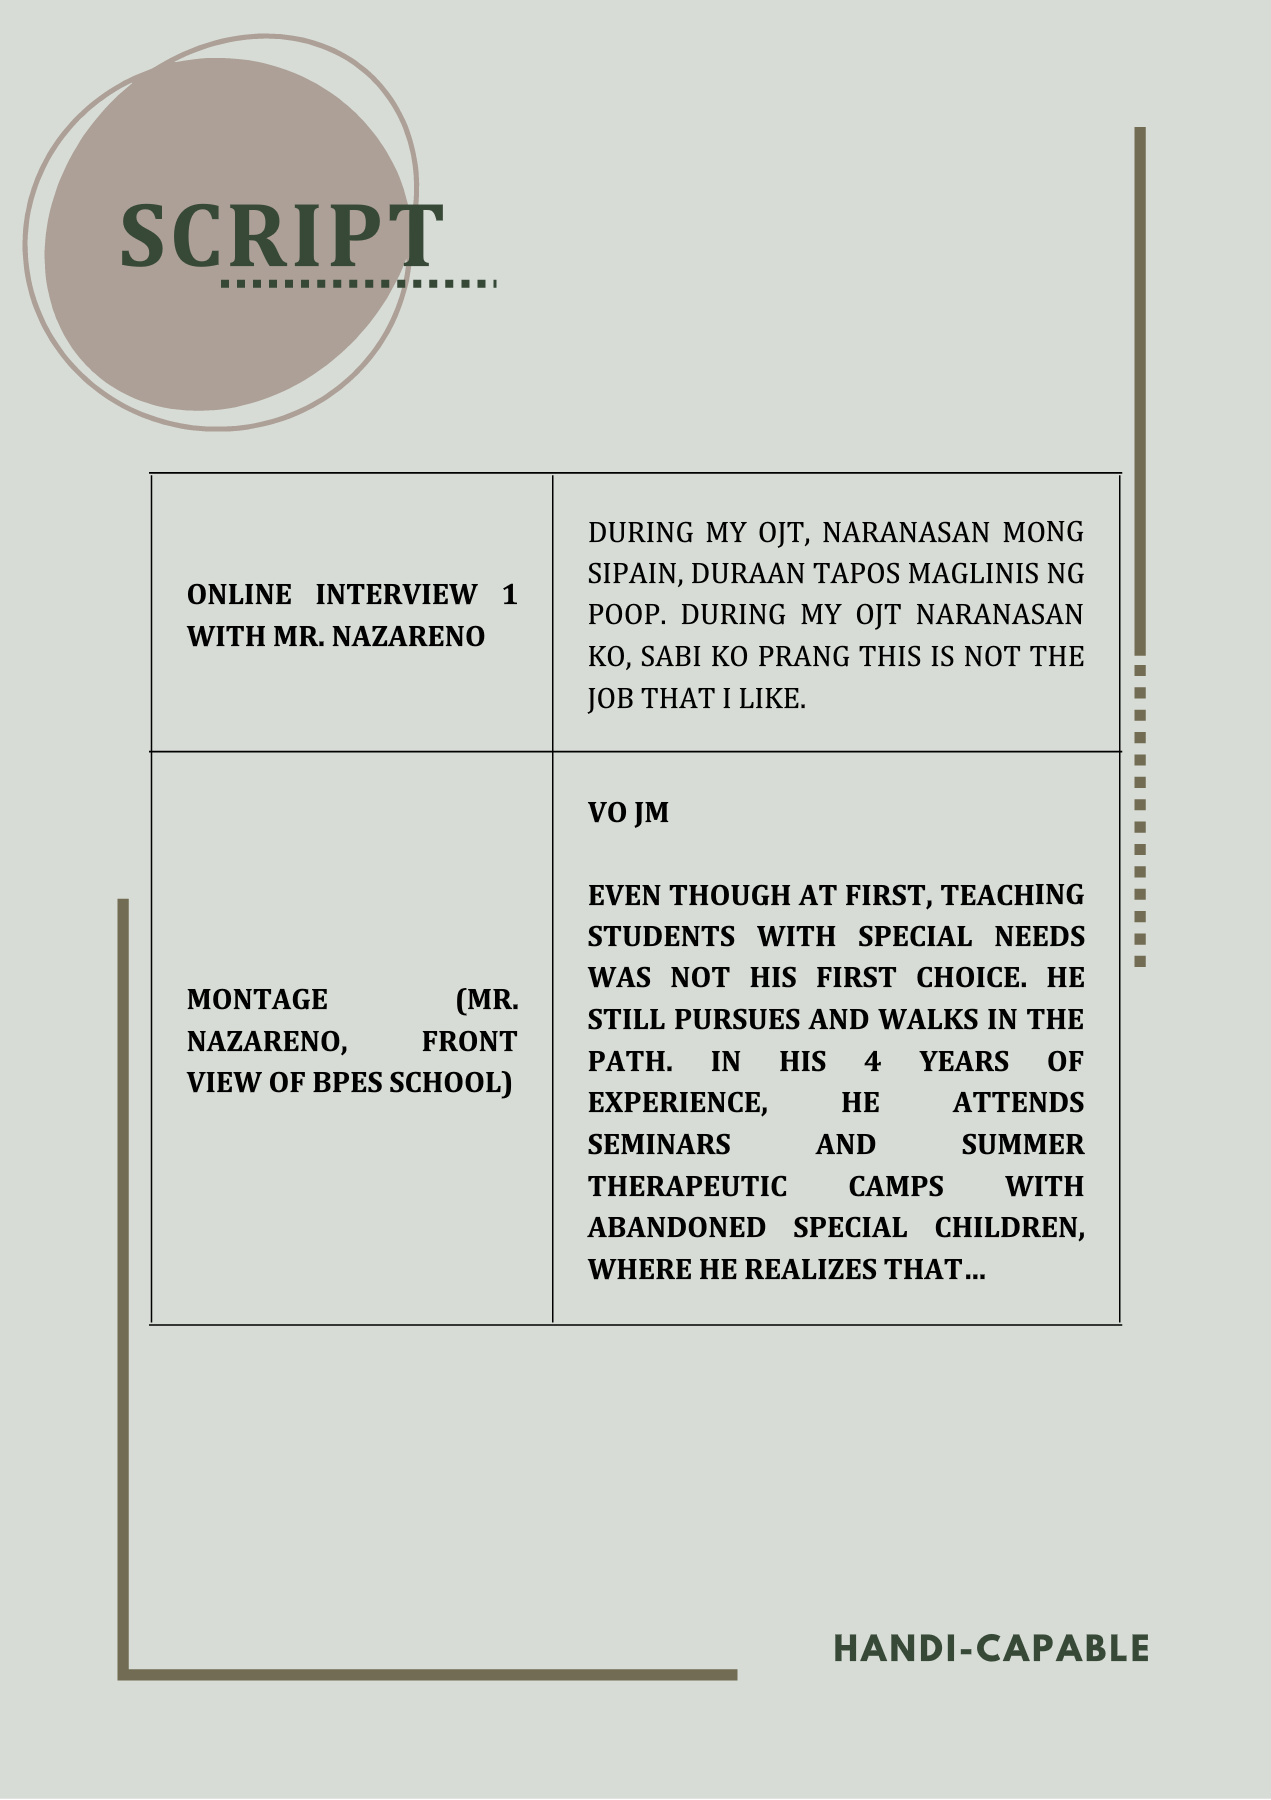 SCRIPT
ONLINE INTERVIEW 1
WITH MR. NAZARENO
DURING MY OJT, NARANASAN MONG
SIPAIN, DURAAN TAPOS MAGLINIS NG
POOP. DURING MY OJT NARANASAN
KO, SABI KO PRANG THIS IS NOT THE
JOB THAT I LIKE.
MONTAGE (MR.
NAZARENO, FRONT
VIEW OF BPES SCHOOL)
VO JM
EVEN THOUGH AT FIRST, TEACHING
STUDENTS WITH SPECIAL NEEDS
WAS NOT HIS FIRST CHOICE. HE
STILL PURSUES AND WALKS IN THE
PATH. IN HIS 4 YEARS OF
EXPERIENCE, HE ATTENDS
SEMINARS AND SUMMER
THERAPEUTIC CAMPS WITH
ABANDONED SPECIAL CHILDREN,
WHERE HE REALIZES THAT...
HANDI-CAPABLE